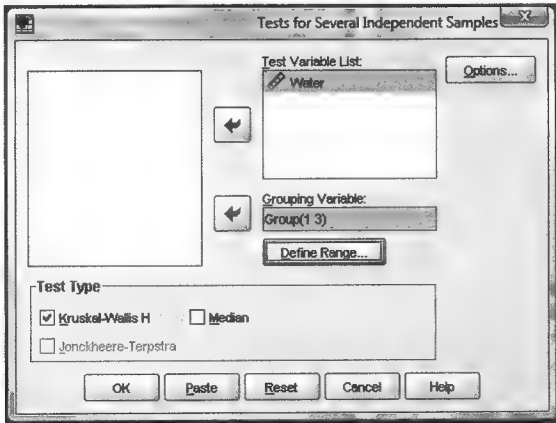 Tests for Several Independent Samples
Test Variable List:
Water
Options...
Grouping Variable:
Group(1 3)
Define Range...
Test Type
Kruskal-Wallis H
Median
Jonckheere-Terpstra
OK
Paste
Reset
Cancel
Help